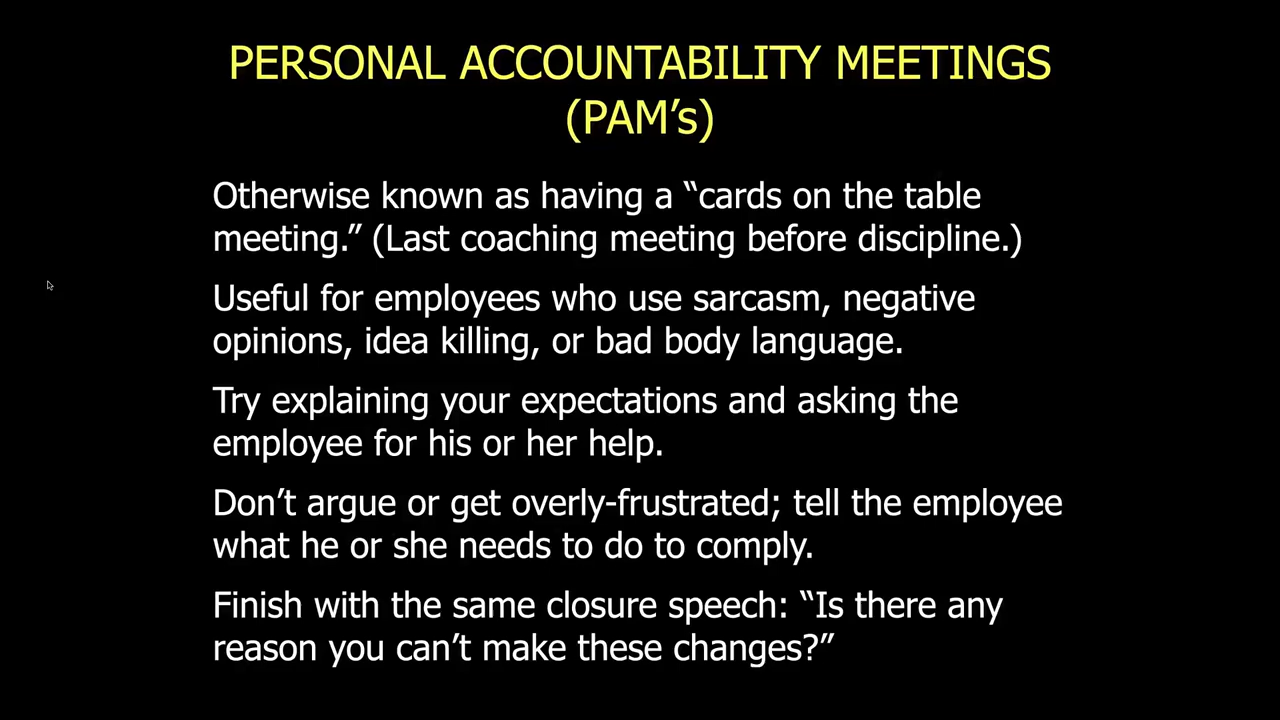 PERSONAL ACCOUNTABILITY MEETINGS
(PAM’s)
Otherwise known as having a “cards on the table
meeting.” (Last coaching meeting before discipline.)
Useful for employees who use sarcasm, negative
opinions, idea killing, or bad body language.
Try explaining your expectations and asking the
employee for his or her help.
Don’t argue or get overly-frustrated; tell the employee
what he or she needs to do to comply.
Finish with the same closure speech: “Is there any
reason you can’t make these changes?”